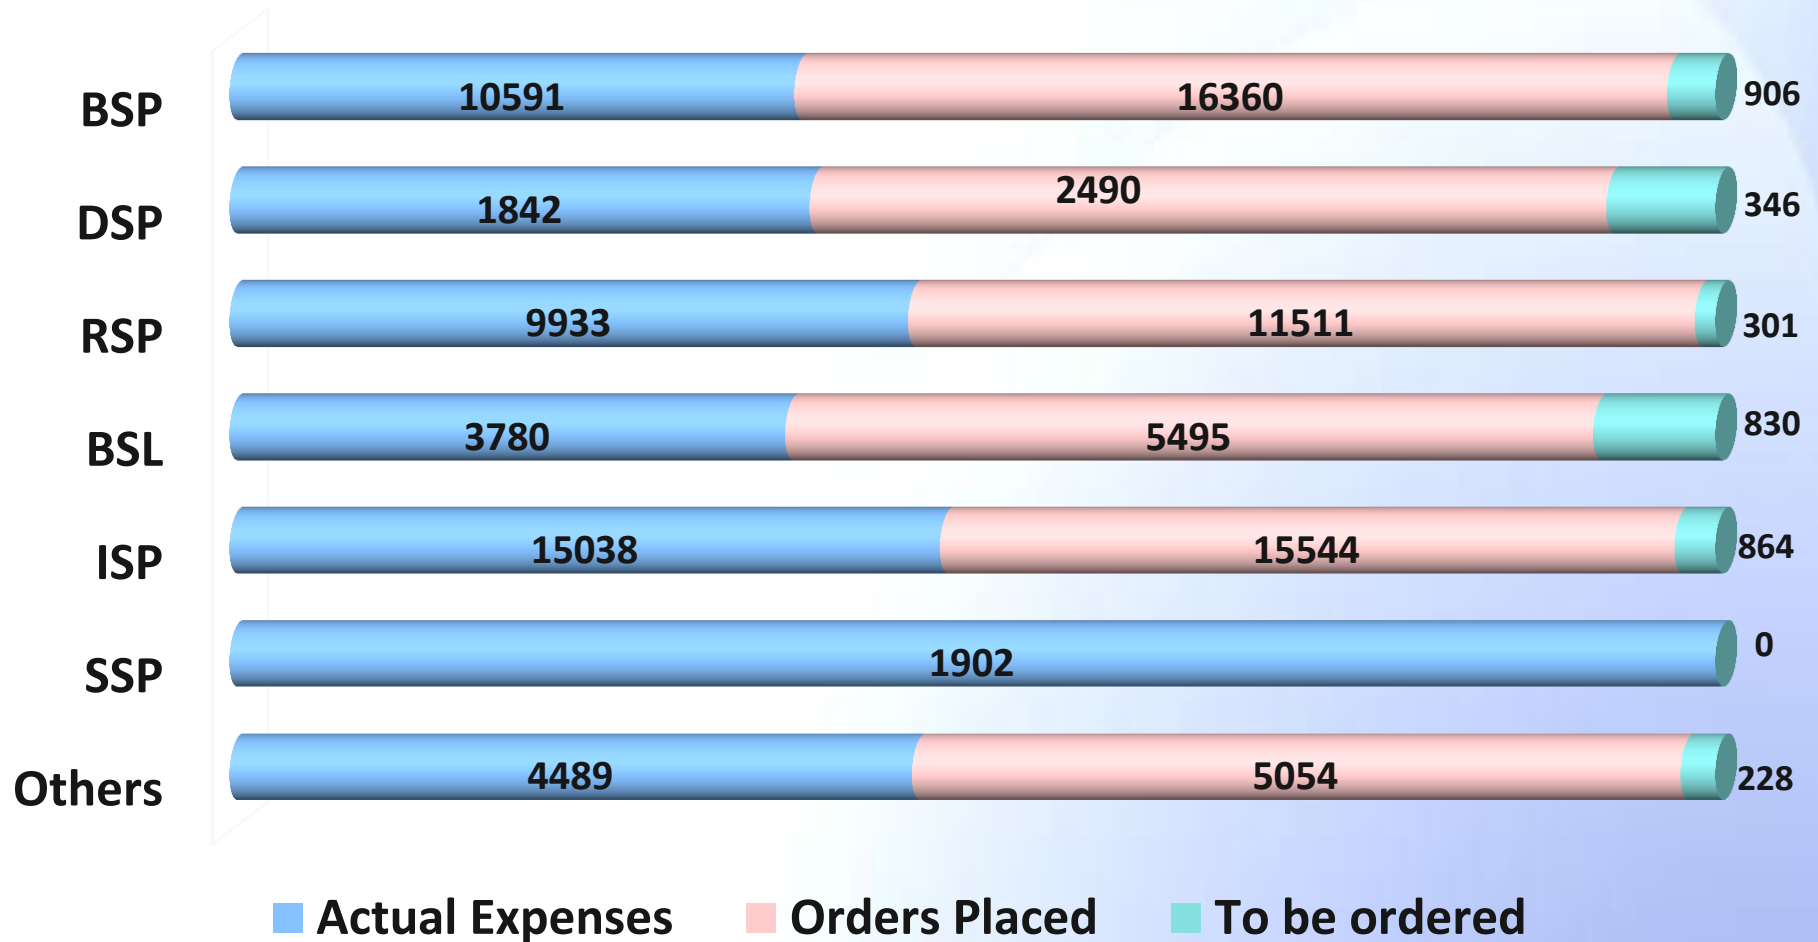 BSP 10591 16360 906
DSP 1842 2490 346
RSP 9933 11511 301
BSL 3780 5495 830
ISP 15038 15544 864
SSP 1902 0
Others 4489 5054 228
Actual Expenses Orders Placed To be ordered